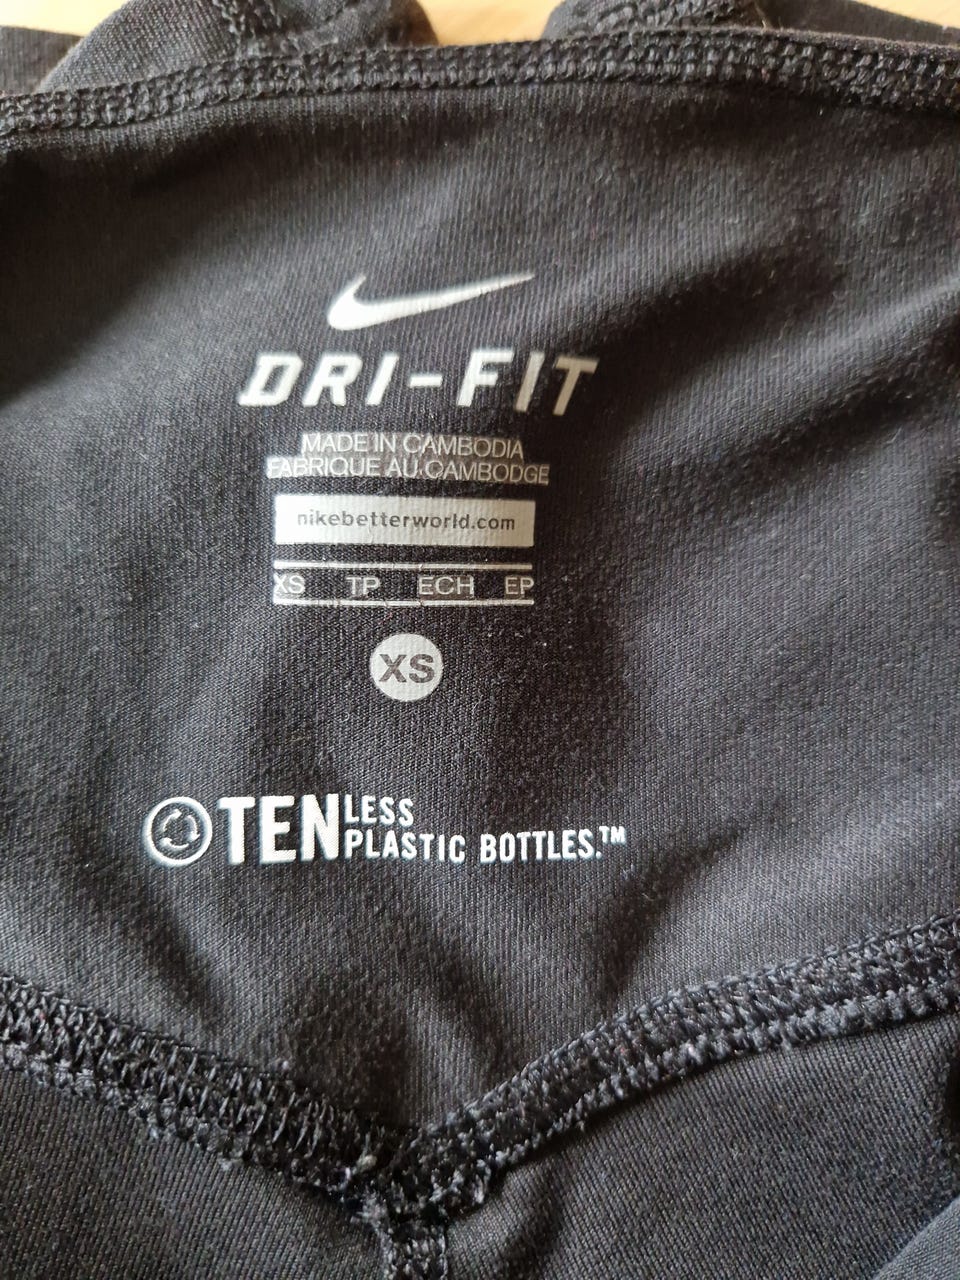 DRI-FIT
MADE IN CAMBODIA
FABRIQUE AU CAMBODGE
nikebetterworld.com
XS TP ECH EP
XS
TEN LESS
PLASTIC BOTTLES.™